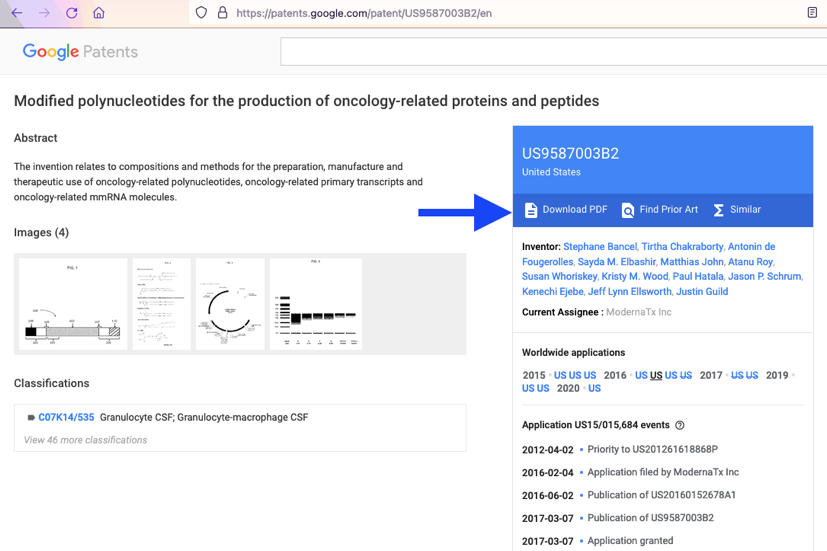 https://patents.google.com/patent/US9587003B2/en
Google Patents
Modified polynucleotides for the production of oncology-related proteins and peptides
Abstract
The invention relates to compositions and methods for the preparation, manufacture and
therapeutic use of oncology-related polynucleotides, oncology-related primary transcripts and
oncology-related mmRNA molecules.
Images (4)
FIG. 1
Classifications
C07K14/535 Granulocyte CSF; Granulocyte-macrophage CSF
View 46 more classifications
US9587003B2
United States
Download PDF Find Prior Art Similar
Inventor: Stephane Bancel, Tirtha Chakraborty, Antonin de
Fougerolles, Sayda M. Elbashir, Matthias John, Atanu Roy,
Susan Whoriskey, Kristy M. Wood, Paul Hatala, Jason P. Schrum,
Kenechi Ejebe, Jeff Lynn Ellsworth, Justin Guild
Current Assignee : ModernaTx Inc
Worldwide applications
2015 • US US US 2016 • US US US US 2017 • US US 2019 •
US US 2020 • US
Application US15/015,684 events
2012-04-02 • Priority to US201261618868P
2016-02-04 • Application filed by ModernaTx Inc
2016-06-02 • Publication of US20160152678A1
2017-03-07 • Publication of US9587003B2
2017-03-07 • Application granted